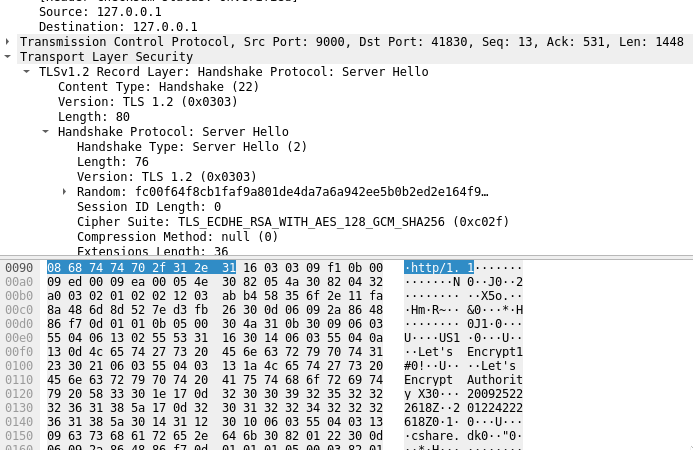 Source: 127.0.0.1
Destination: 127.0.0.1
Transmission Control Protocol, Src Port: 9000, Dst Port: 41830, Seq: 13, Ack: 531, Len: 1448
Transport Layer Security
TLSv1.2 Record Layer: Handshake Protocol: Server Hello
Content Type: Handshake (22)
Version: TLS 1.2 (0x0303)
Length: 80
Handshake Protocol: Server Hello
Handshake Type: Server Hello (2)
Length: 76
Version: TLS 1.2 (0x0303)
Random: fc00f64f8cb1faf9a801de4da7a6a942ee5b0b2ed2e164f9…
Session ID Length: 0
Cipher Suite: TLS_ECDHE_RSA_WITH_AES_128_GCM_SHA256 (0xc02f)
Compression Method: null (0)
Extensions Length: 36
0090 08 68 74 74 70 2f 31 2e 31 16 03 03 09 f1 0b 00 ·http/1. 1·······
00a0 09 ed 00 09 ea 00 05 4e 30 82 05 4a 30 82 04 32 ·······N 0··J0··2
00b0 a0 03 02 01 02 02 12 03 ab b4 58 35 6f 2e 11 fa ········ ··X5o.··
00c0 8a 48 6d 8d 52 7e d3 fb 26 30 0d 06 09 2a 86 48 ·Hm·R~·· &0···*·H
00d0 86 f7 0d 01 01 0b 05 00 30 4a 31 0b 30 09 06 03 ········ 0J1·0···
00e0 55 04 06 13 02 55 53 31 16 30 14 06 03 55 04 0a U····US1 ·0···U··
00f0 13 0d 4c 65 74 27 73 20 45 6e 63 72 79 70 74 31 ··Let's  Encrypt1
0100 23 30 21 06 03 55 04 03 13 1a 4c 65 74 27 73 20 #0!··U·· ··Let's 
0110 45 6e 63 72 79 70 74 20 41 75 74 68 6f 72 69 74 Encrypt  Authorit
0120 79 20 58 33 30 1e 17 0d 32 30 30 39 32 35 32 32 y X30··· 20092522
0130 32 36 31 38 5a 17 0d 32 30 31 32 32 34 32 32 32 2618Z··2 01224222
0140 36 31 38 5a 30 14 31 12 30 10 06 03 55 04 03 13 618Z0·1· 0···U···
0150 09 63 73 68 61 72 65 2e 64 6b 30 82 01 22 30 0d ·cshare. dk0··"0·
0160 06 09 2a 86 48 86 f7 0d 01 01 01 05 00 03 82 01 ··*·H···